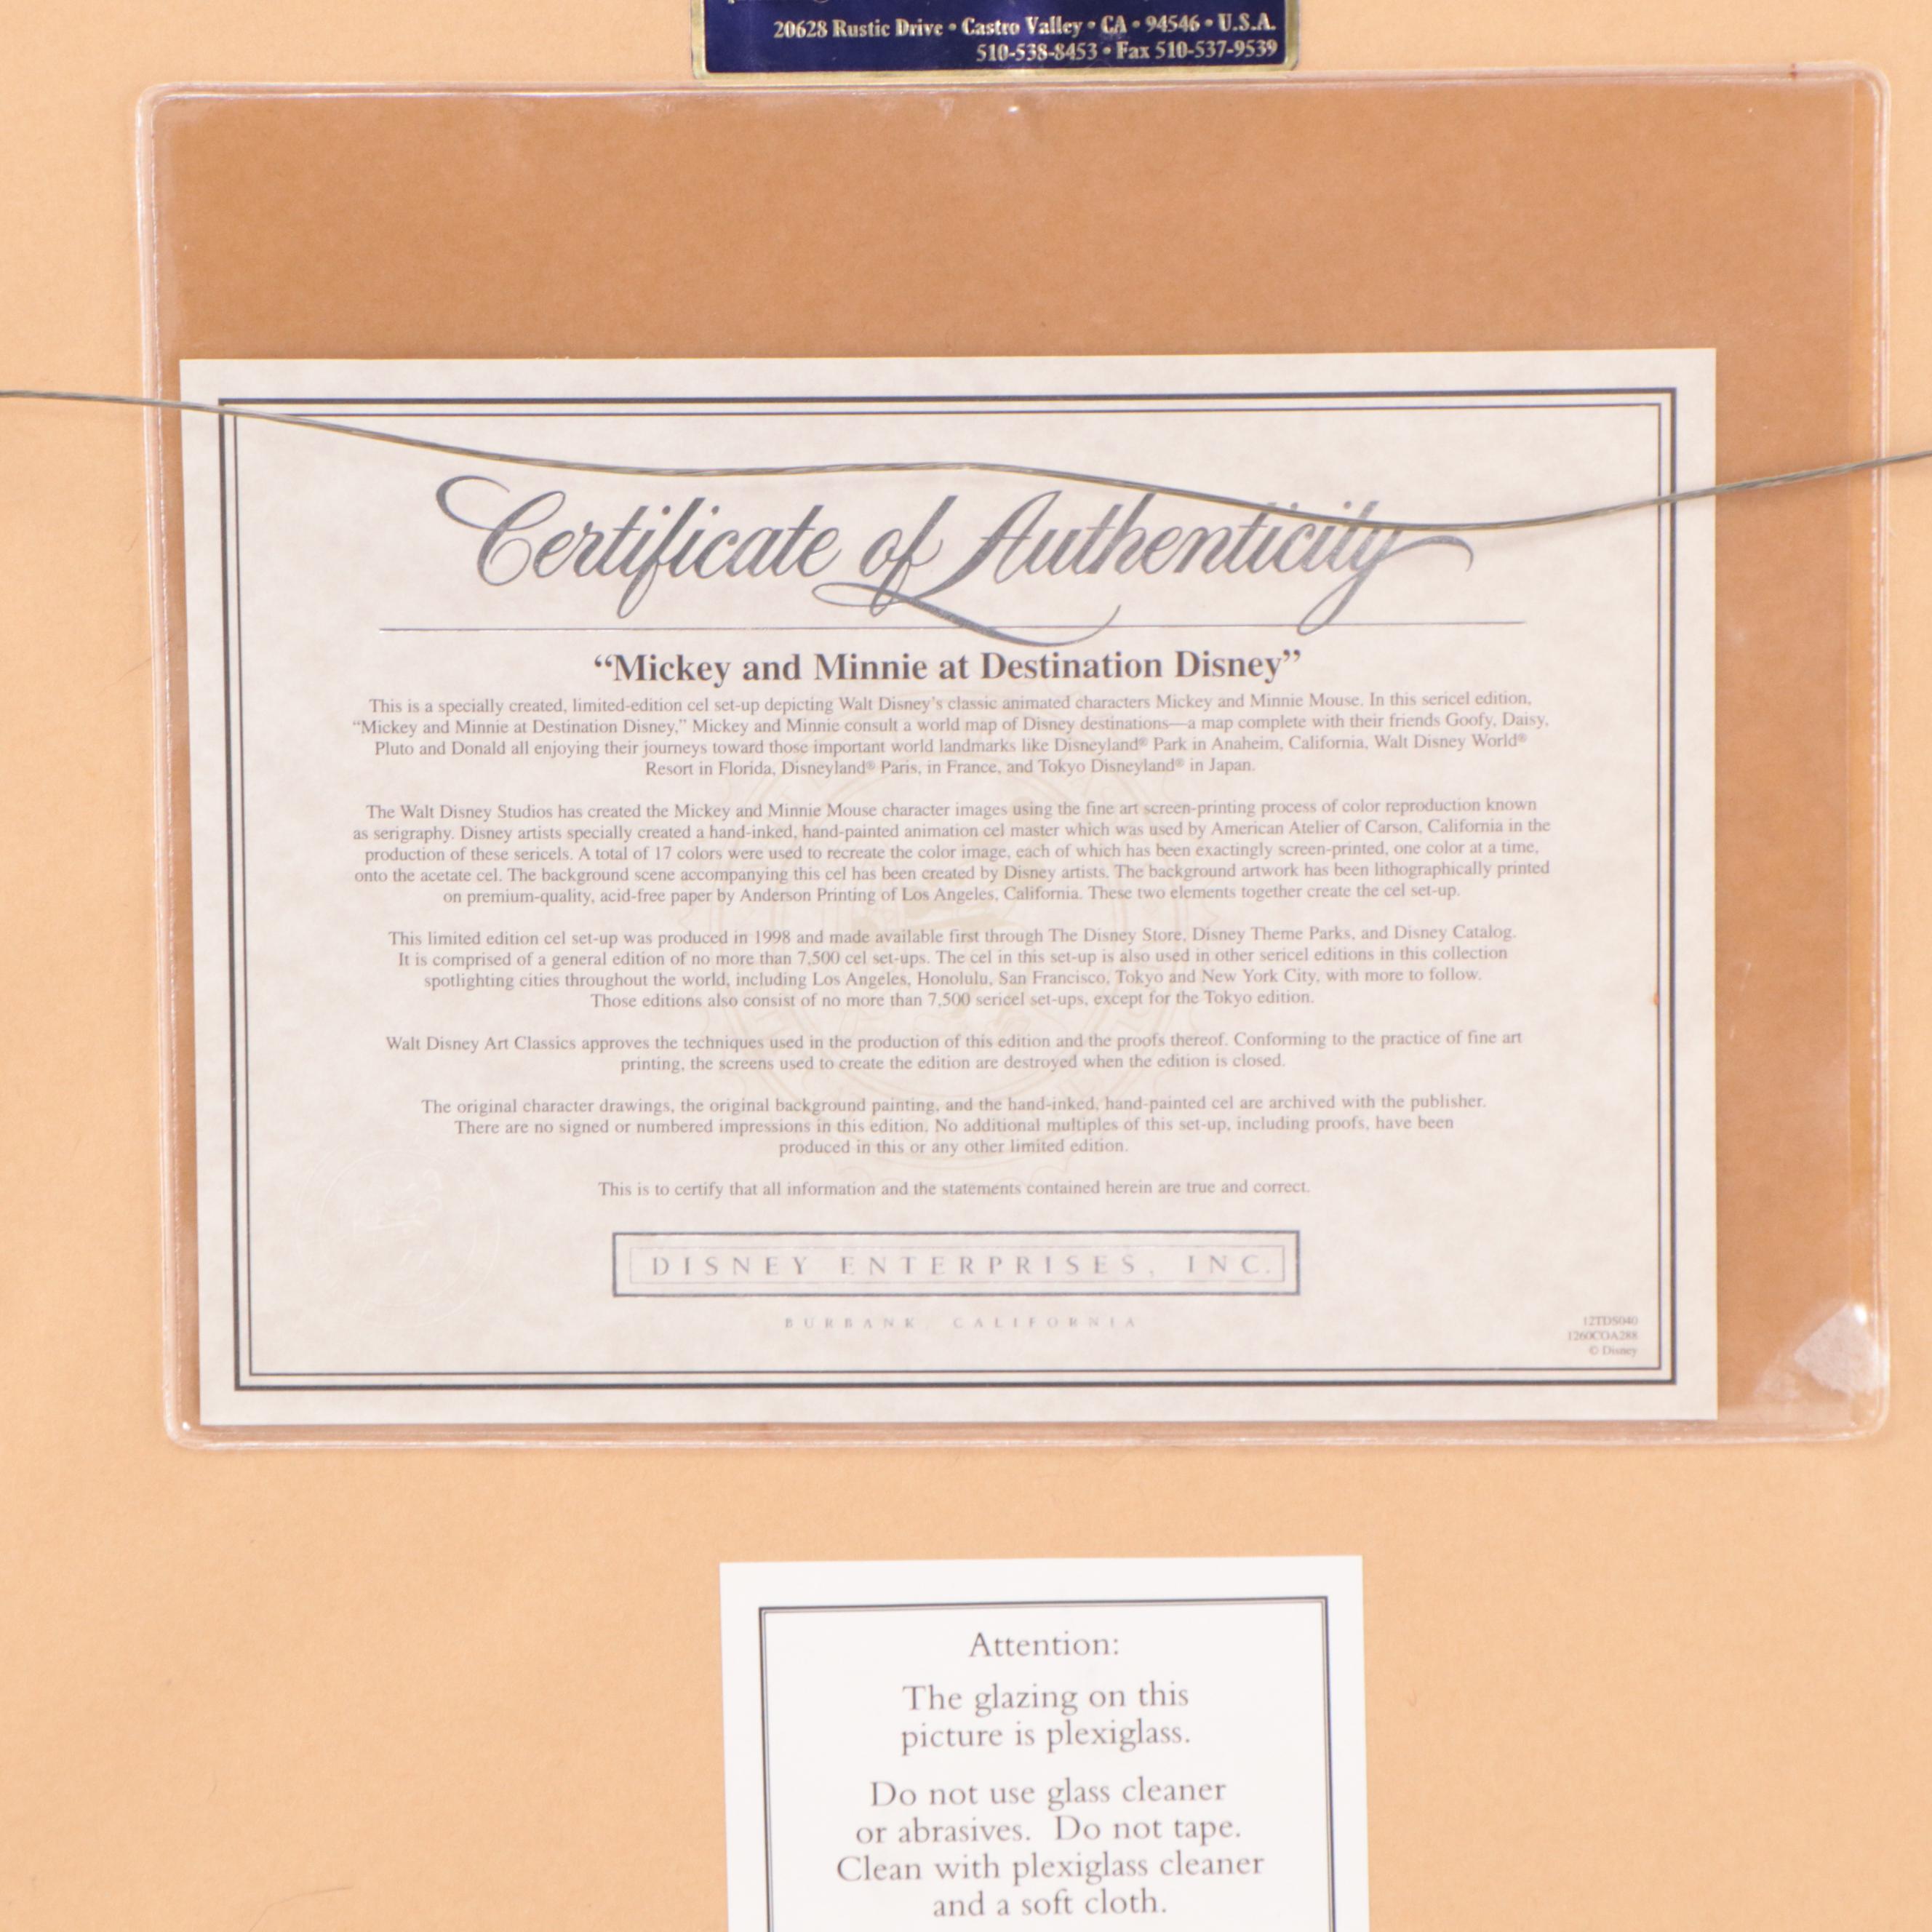 20628 Rustic Drive • Castro Valley • CA • 94546 • U.S.A.
510-538-8453 • Fax 510-537-9539
Certificate of Authenticity
“Mickey and Minnie at Destination Disney”
This is a specially created, limited-edition cel set-up depicting Walt Disney’s classic animated characters Mickey and Minnie Mouse. In this sericel edition,
“Mickey and Minnie at Destination Disney,” Mickey and Minnie consult a world map of Disney destinations—a map complete with their friends Goofy, Daisy,
Pluto and Donald all enjoying their journeys toward those important world landmarks like Disneyland® Park in Anaheim, California, Walt Disney World®
Resort in Florida, Disneyland® Paris, in France, and Tokyo Disneyland® in Japan.
The Walt Disney Studios has created the Mickey and Minnie Mouse character images using the fine art screen-printing process of color reproduction known
as serigraphy. Disney artists specially created a hand-inked, hand-painted animation cel master which was used by American Atelier of Carson, California in the
production of these sericels. A total of 17 colors were used to recreate the color image, each of which has been exactingly screen-printed, one color at a time,
onto the acetate cel. The background scene accompanying this cel has been created by Disney artists. The background artwork has been lithographically printed
on premium-quality, acid-free paper by Anderson Printing of Los Angeles, California. These two elements together create the cel set-up.
This limited edition cel set-up was produced in 1998 and made available first through The Disney Store, Disney Theme Parks, and Disney Catalog.
It is comprised of a general edition of no more than 7,500 cel set-ups. The cel in this set-up is also used in other sericel editions in this collection
spotlighting cities throughout the world, including Los Angeles, Honolulu, San Francisco, Tokyo and New York City, with more to follow.
Those editions also consist of no more than 7,500 sericel set-ups, except for the Tokyo edition.
Walt Disney Art Classics approves the techniques used in the production of this edition and the proofs thereof. Conforming to the practice of fine art
printing, the screens used to create the edition are destroyed when the edition is closed.
The original character drawings, the original background painting, and the hand-inked, hand-painted cel are archived with the publisher.
There are no signed or numbered impressions in this edition. No additional multiples of this set-up, including proofs, have been
produced in this or any other limited edition.
This is to certify that all information and the statements contained herein are true and correct.
DISNEY ENTERPRISES, INC.
BURBANK, CALIFORNIA
12TDS040
1260COA288
© Disney
Attention:
The glazing on this
picture is plexiglass.
Do not use glass cleaner
or abrasives. Do not tape.
Clean with plexiglass cleaner
and a soft cloth.